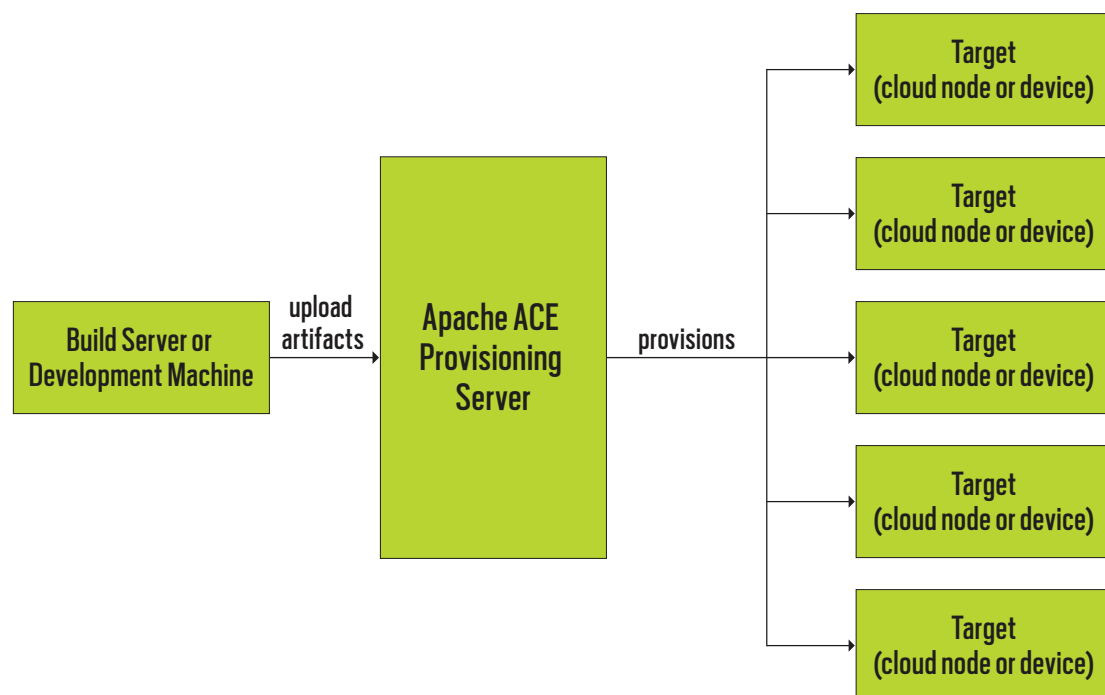 Build Server or
Development Machine
upload
artifacts
Apache ACE
Provisioning
Server
provisions
Target
(cloud node or device)
Target
(cloud node or device)
Target
(cloud node or device)
Target
(cloud node or device)
Target
(cloud node or device)